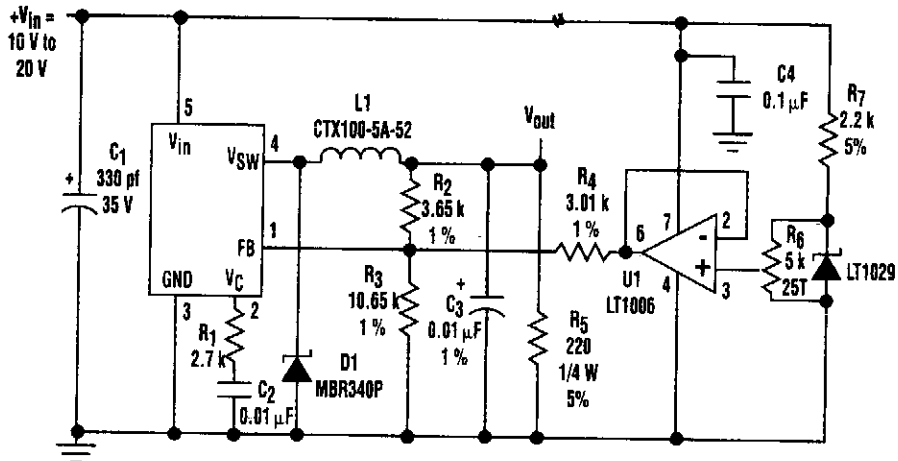 +Vin =
10 V to
20 V
C1
330 pf
35 V
+
5
Vin
4
VSW
1
FB
GND
VC
3
2
R1
2.7 k
C2
0.01 μF
L1
CTX100-5A-52
D1
MBR340P
R2
3.65 k
1 %
R3
10.65 k
1 %
+
C3
0.01 μF
1 %
Vout
R5
220
1/4 W
5%
R4
3.01 k
1 %
6
7
2
-
+
3
4
U1
LT1006
C4
0.1 μF
R7
2.2 k
5%
R6
5 k
25T
LT1029